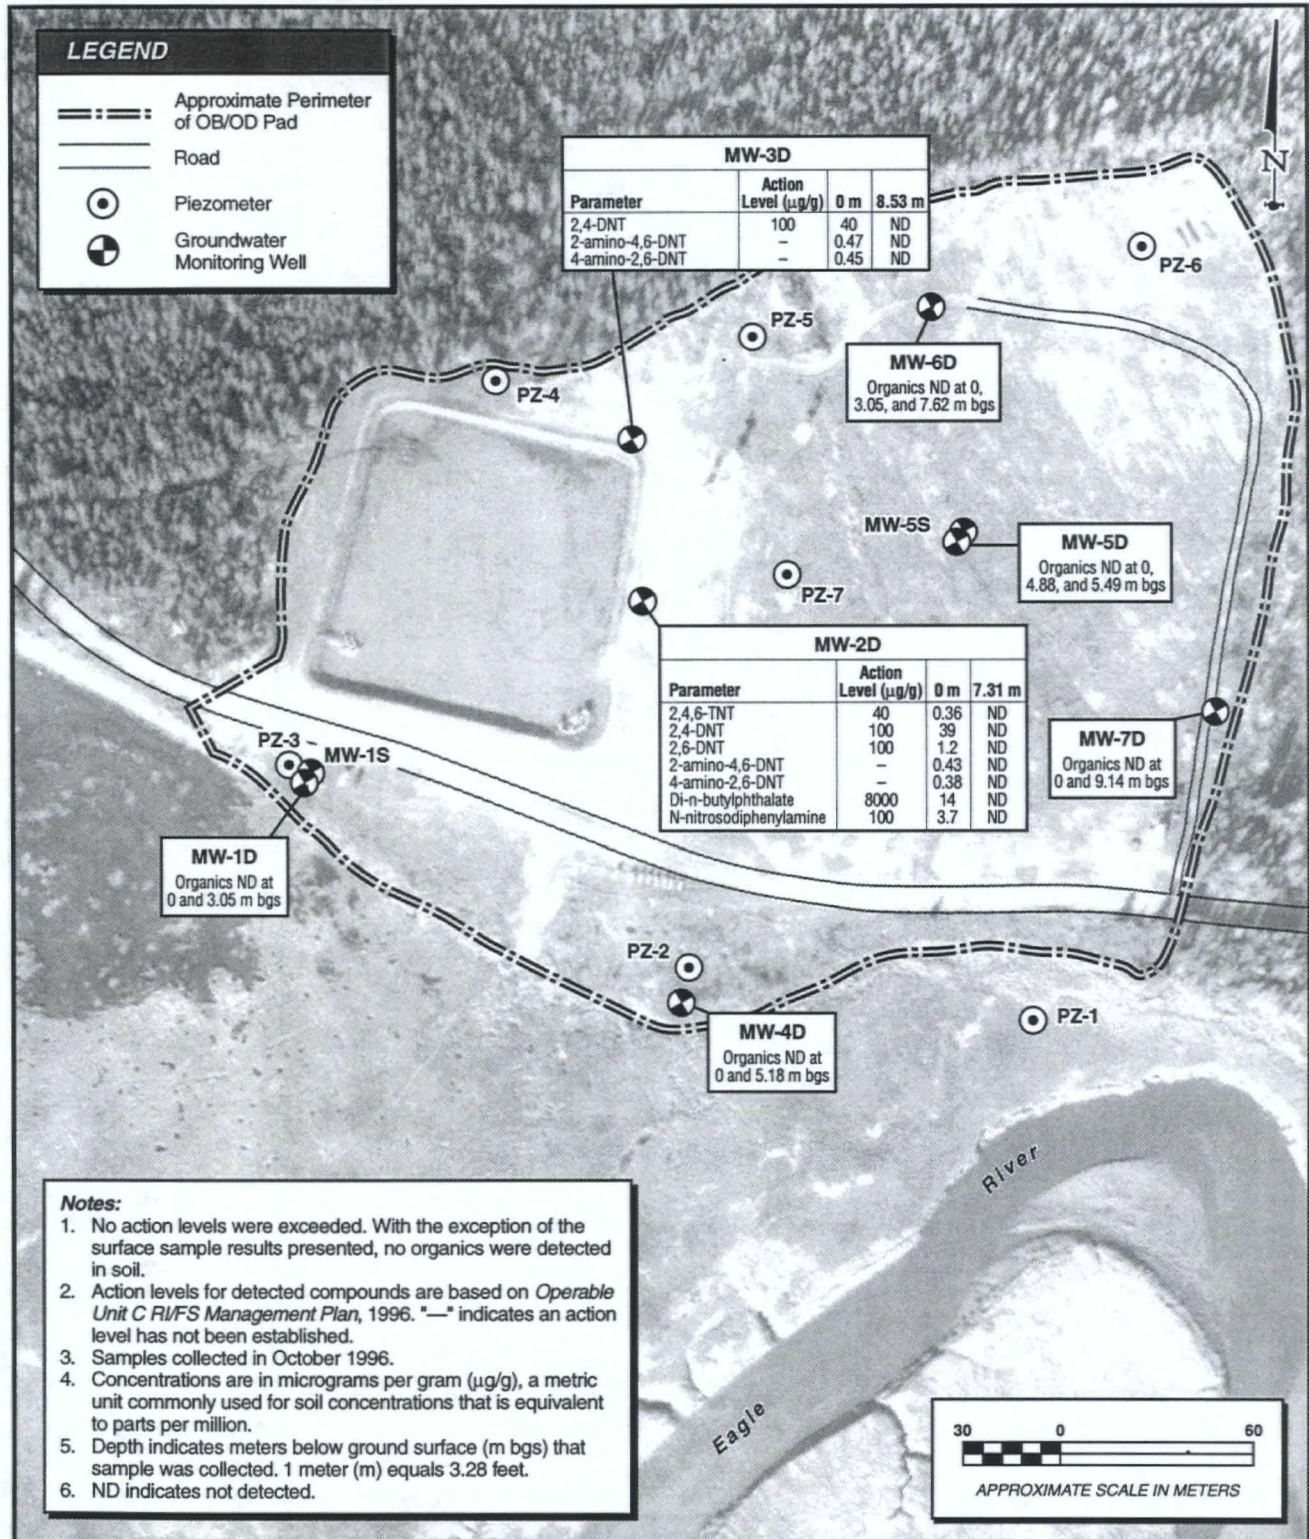 LEGEND
Approximate Perimeter
of OB/OD Pad
Road
Piezometer
Groundwater
Monitoring Well
N
MW-3D
Parameter Action Level (µg/g) 0 m 8.53 m
2,4-DNT 100 40 ND
2-amino-4,6-DNT – 0.47 ND
4-amino-2,6-DNT – 0.45 ND
PZ-6
PZ-5
MW-6D
Organics ND at 0,
3.05, and 7.62 m bgs
PZ-4
MW-5S
MW-5D
Organics ND at 0,
4.88, and 5.49 m bgs
PZ-7
MW-2D
Parameter Action Level (µg/g) 0 m 7.31 m
2,4,6-TNT 40 0.36 ND
2,4-DNT 100 39 ND
2,6-DNT 100 1.2 ND
2-amino-4,6-DNT – 0.43 ND
4-amino-2,6-DNT – 0.38 ND
Di-n-butylphthalate 8000 14 ND
N-nitrosodiphenylamine 100 3.7 ND
MW-7D
Organics ND at
0 and 9.14 m bgs
PZ-3
MW-1S
MW-1D
Organics ND at
0 and 3.05 m bgs
PZ-2
MW-4D
Organics ND at
0 and 5.18 m bgs
PZ-1
Eagle River
Notes:
1. No action levels were exceeded. With the exception of the
surface sample results presented, no organics were detected
in soil.
2. Action levels for detected compounds are based on Operable
Unit C RI/FS Management Plan, 1996. "—" indicates an action
level has not been established.
3. Samples collected in October 1996.
4. Concentrations are in micrograms per gram (µg/g), a metric
unit commonly used for soil concentrations that is equivalent
to parts per million.
5. Depth indicates meters below ground surface (m bgs) that
sample was collected. 1 meter (m) equals 3.28 feet.
6. ND indicates not detected.
30 0 60
APPROXIMATE SCALE IN METERS